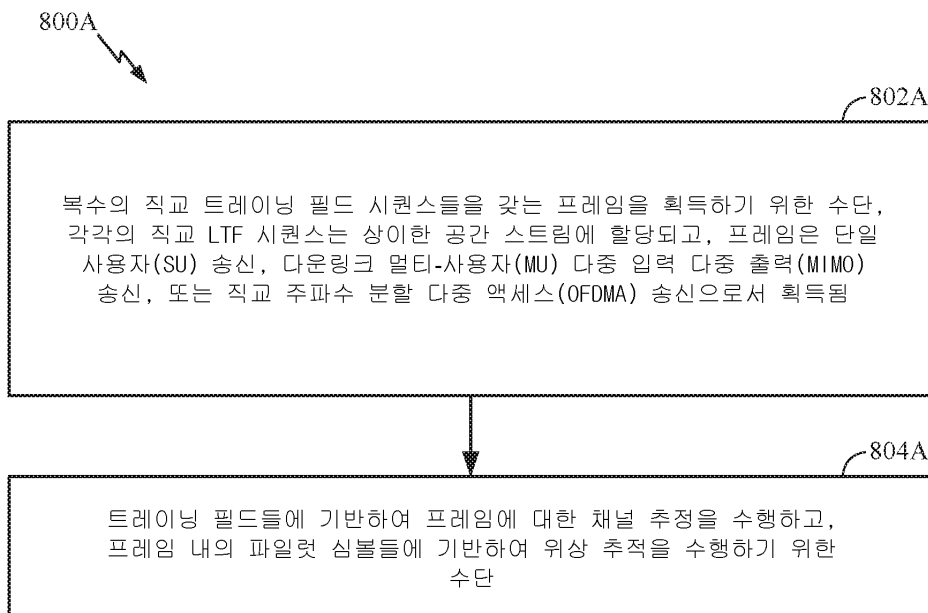 800A
802A
복수의 직교 트레이닝 필드 시퀀스들을 갖는 프레임을 획득하기 위한 수단,
각각의 직교 LTF 시퀀스는 상이한 공간 스트림에 할당되고, 프레임은 단일
사용자(SU) 송신, 다운링크 멀티-사용자(MU) 다중 입력 다중 출력(MIMO)
송신, 또는 직교 주파수 분할 다중 액세스(OFDMA) 송신으로서 획득됨
804A
트레이닝 필드들에 기반하여 프레임에 대한 채널 추정을 수행하고,
프레임 내의 파일럿 심볼들에 기반하여 위상 추적을 수행하기 위한
수단